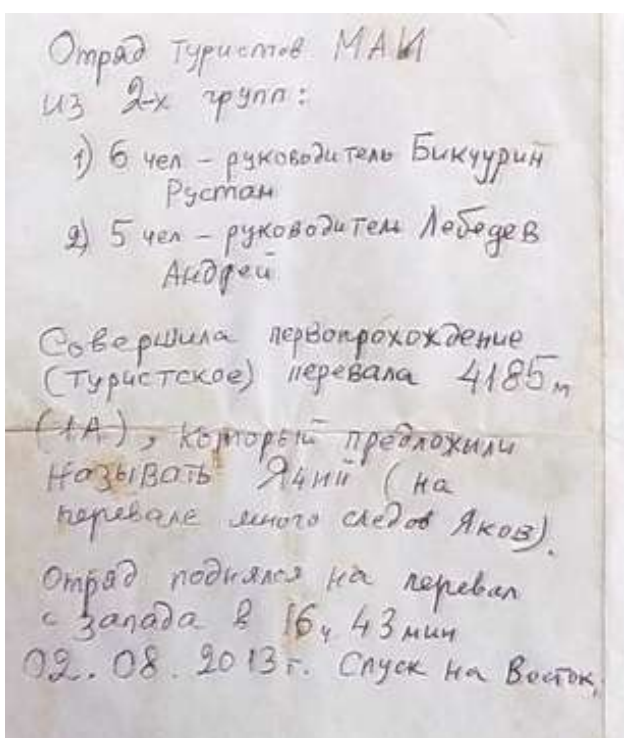 Отряд туристов МАИ
из 2-х групп:
1) 6 чел - руководитель Бикчурин
Рустан
2) 5 чел - руководитель Лебедев
Андрей
Совершила первопрохождение
(туристское) перевала 4185м
(1А), который предложили
называть Ячий (на
перевале много следов Яков).
Отряд поднялся на перевал
с запада в 16ч 43мин
02.08.2013г. Спуск на Восток.